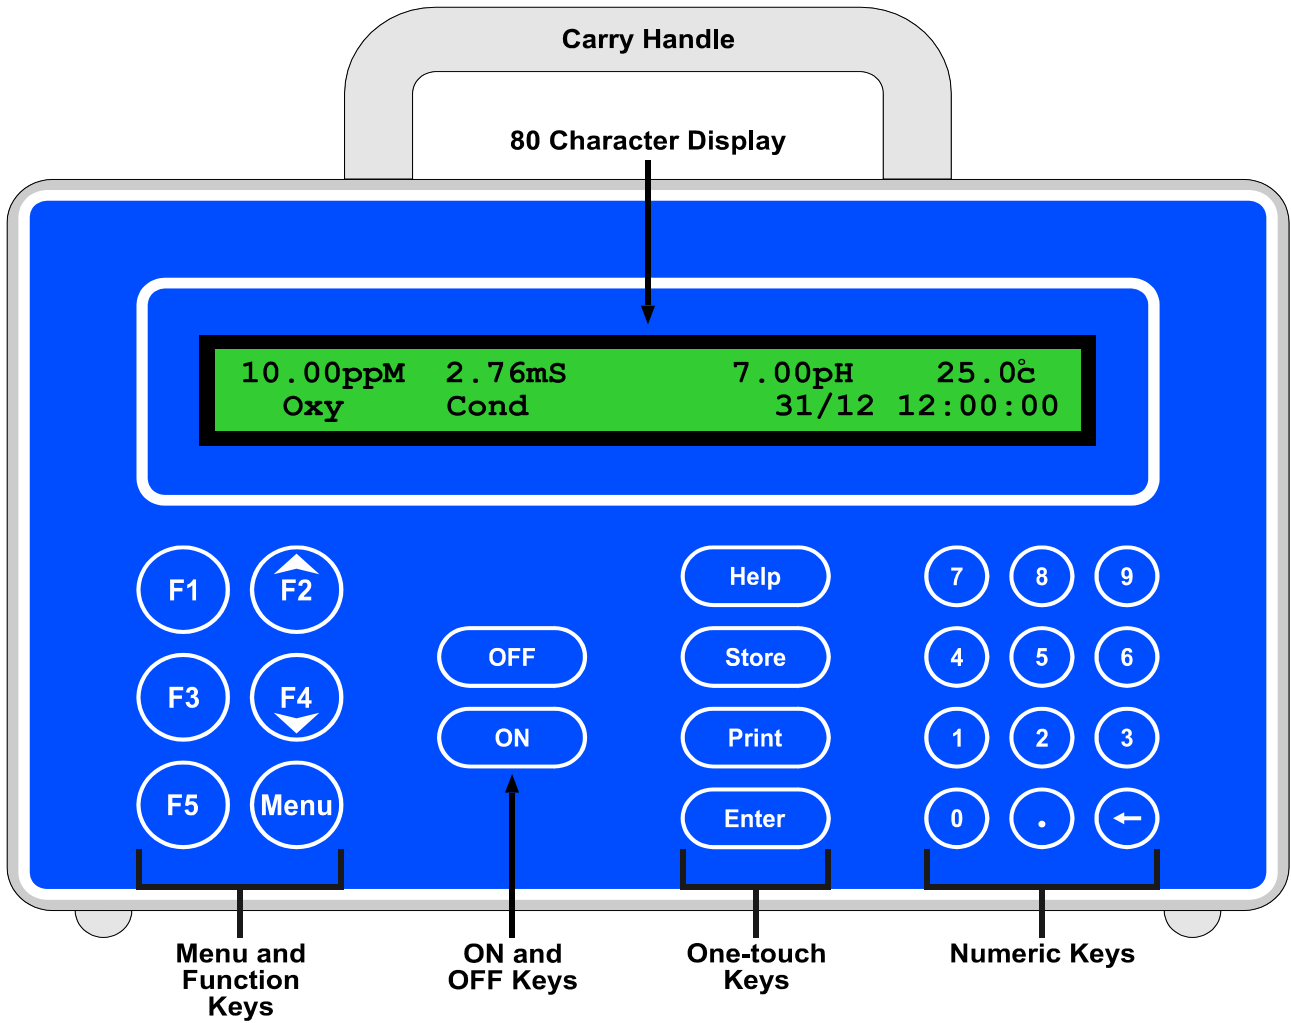 Carry Handle
80 Character Display
10.00ppM 2.76mS 7.00pH 25.0°c
Oxy Cond 31/12 12:00:00
F1 F2 Help 7 8 9
OFF Store 4 5 6
F3 F4
ON Print 1 2 3
F5 Menu Enter 0 . ←
Menu and
Function
Keys
ON and
OFF Keys
One-touch
Keys
Numeric Keys